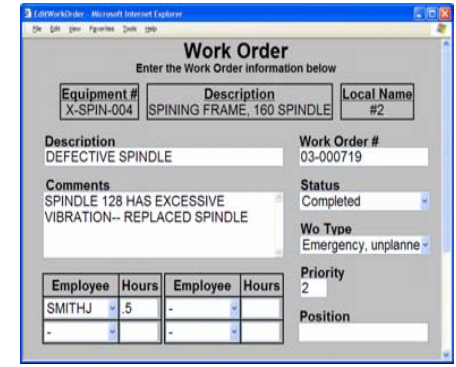 EditWorkOrder - Microsoft Internet Explorer
File Edit View Favorites Tools Help
Work Order
Enter the Work Order information below
Equipment # Description Local Name
X-SPIN-004 SPINING FRAME, 160 SPINDLE #2
Description Work Order #
DEFECTIVE SPINDLE 03-000719
Comments Status
SPINDLE 128 HAS EXCESSIVE Completed
VIBRATION-- REPLACED SPINDLE
Wo Type
Emergency, unplanne
Priority
Employee Hours Employee Hours
2
SMITHJ .5 -
Position
- -